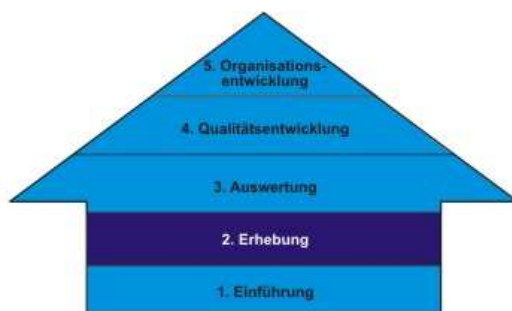 5. Organisations-
entwicklung
4. Qualitätsentwicklung
3. Auswertung
2. Erhebung
1. Einführung